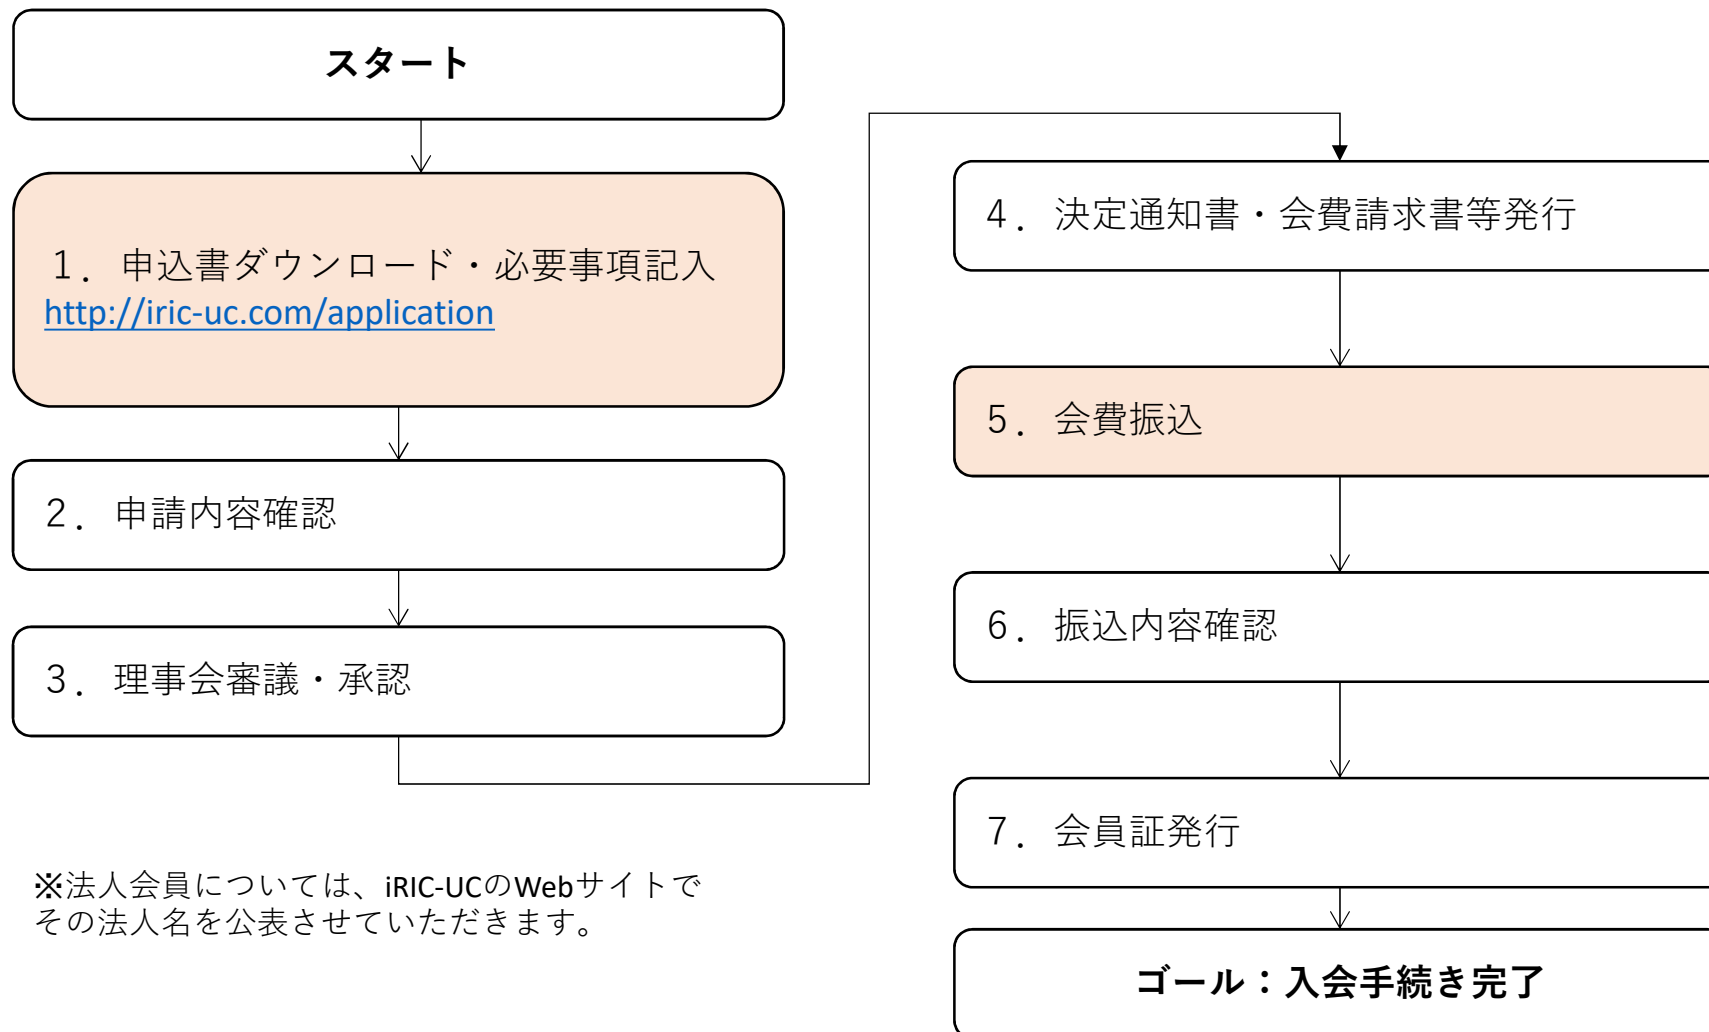 スタート
１．申込書ダウンロード・必要事項記入
http://iric-uc.com/application
２．申請内容確認
３．理事会審議・承認
※法人会員については、iRIC-UCのWebサイトで
その法人名を公表させていただきます。
４．決定通知書・会費請求書等発行
５．会費振込
６．振込内容確認
７．会員証発行
ゴール：入会手続き完了